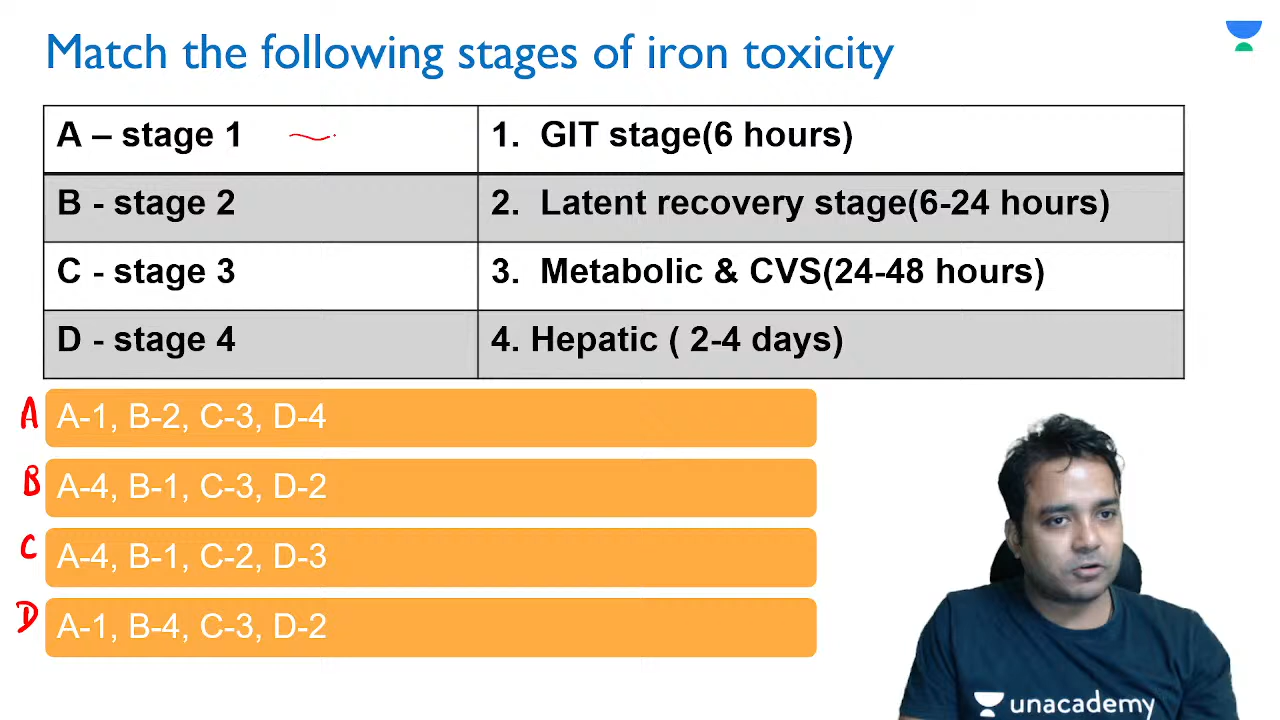 Match the following stages of iron toxicity
A – stage 1
1. GIT stage(6 hours)
B - stage 2
2. Latent recovery stage(6-24 hours)
C - stage 3
3. Metabolic & CVS(24-48 hours)
D - stage 4
4. Hepatic ( 2-4 days)
A A-1, B-2, C-3, D-4
B A-4, B-1, C-3, D-2
C A-4, B-1, C-2, D-3
D A-1, B-4, C-3, D-2
unacademy